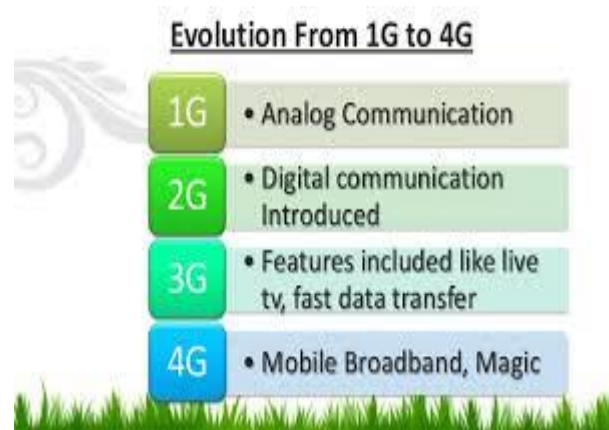 Evolution From 1G to 4G
1G
• Analog Communication
2G
• Digital communication
Introduced
3G
• Features included like live
tv, fast data transfer
4G
• Mobile Broadband, Magic